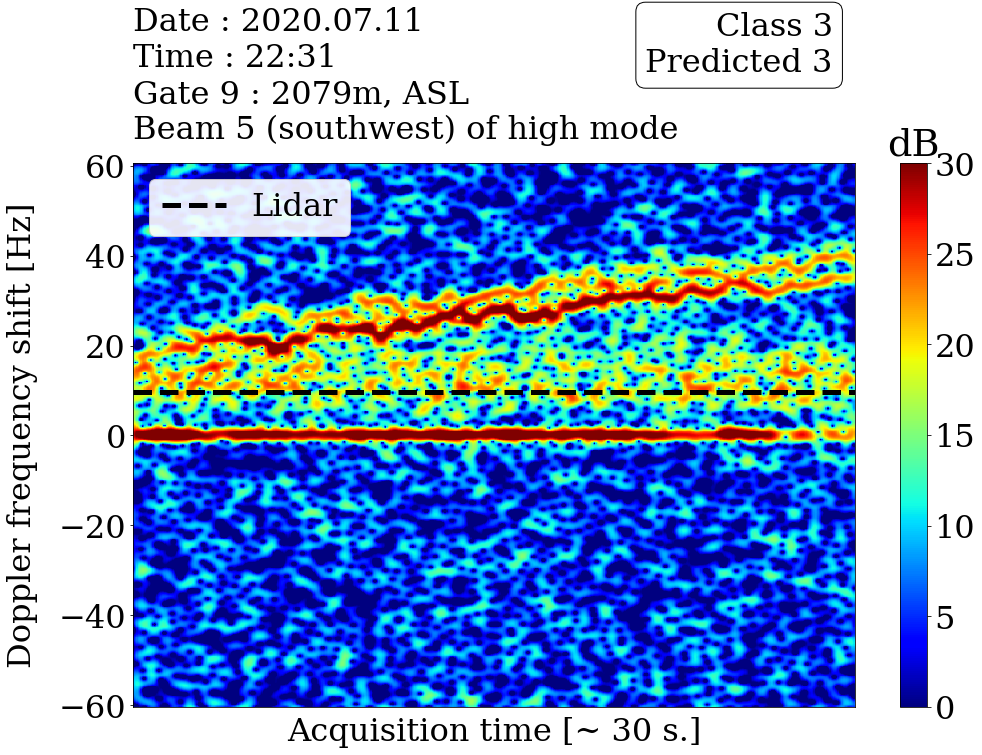 Date : 2020.07.11
Time : 22:31
Gate 9 : 2079m, ASL
Beam 5 (southwest) of high mode
Class 3
Predicted 3
dB
Lidar
Doppler frequency shift [Hz]
60
40
20
0
−20
−40
−60
Acquisition time [~ 30 s.]
30
25
20
15
10
5
0